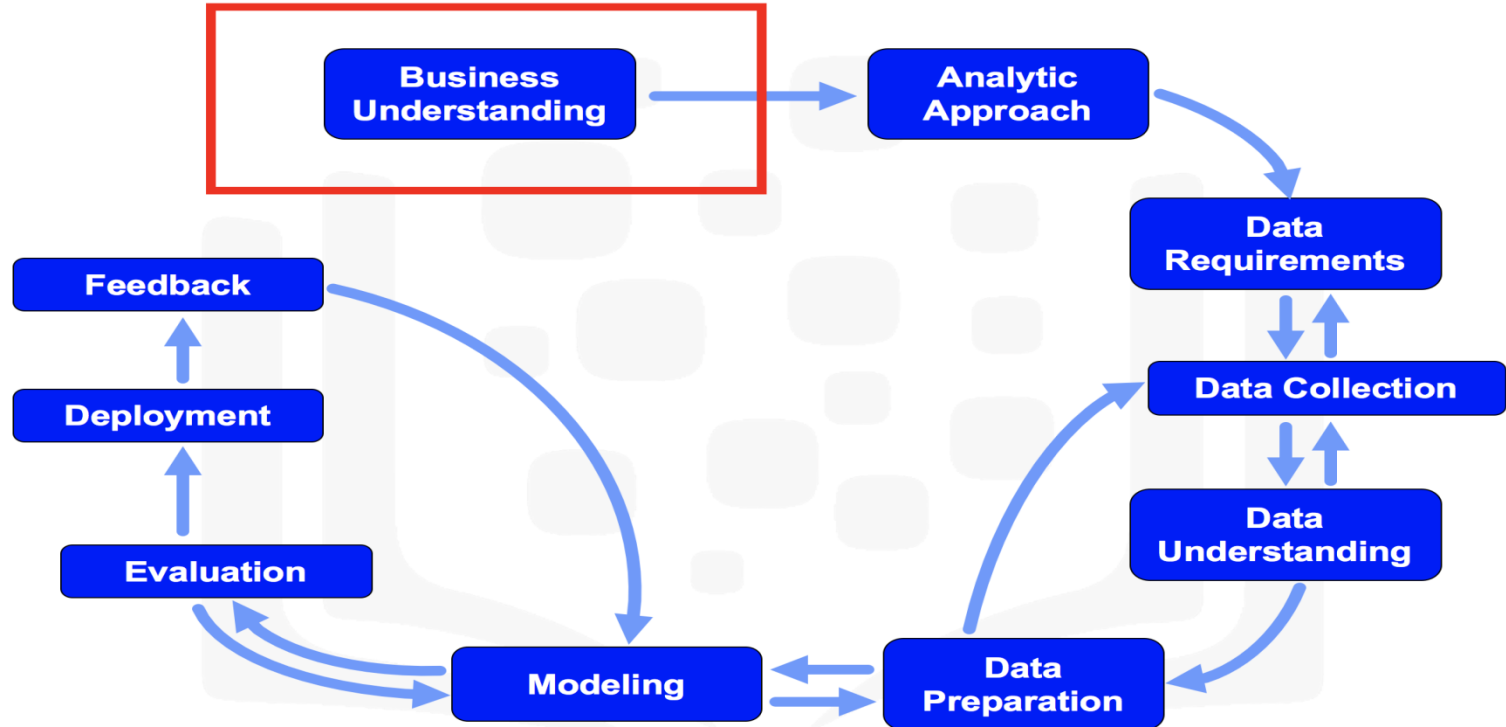 Business
Understanding
Analytic
Approach
Data
Requirements
Data Collection
Data
Understanding
Data
Preparation
Modeling
Evaluation
Deployment
Feedback